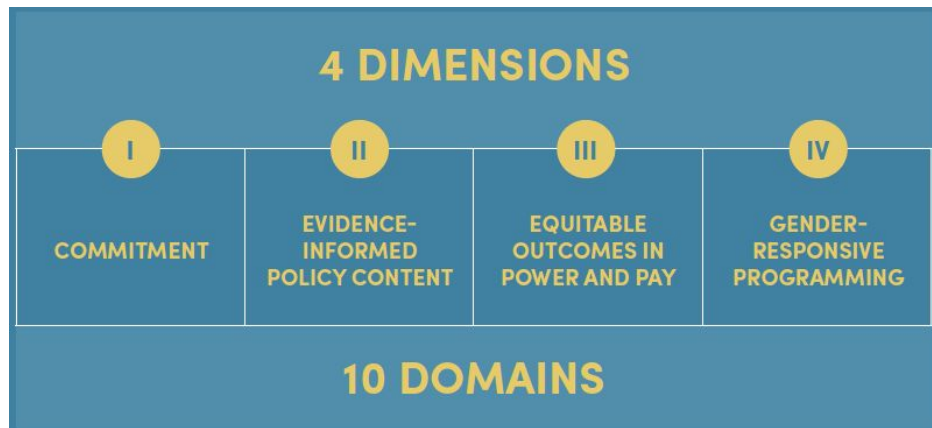 4 DIMENSIONS
I
COMMITMENT
II
EVIDENCE-
INFORMED
POLICY CONTENT
III
EQUITABLE
OUTCOMES IN
POWER AND PAY
IV
GENDER-
RESPONSIVE
PROGRAMMING
10 DOMAINS